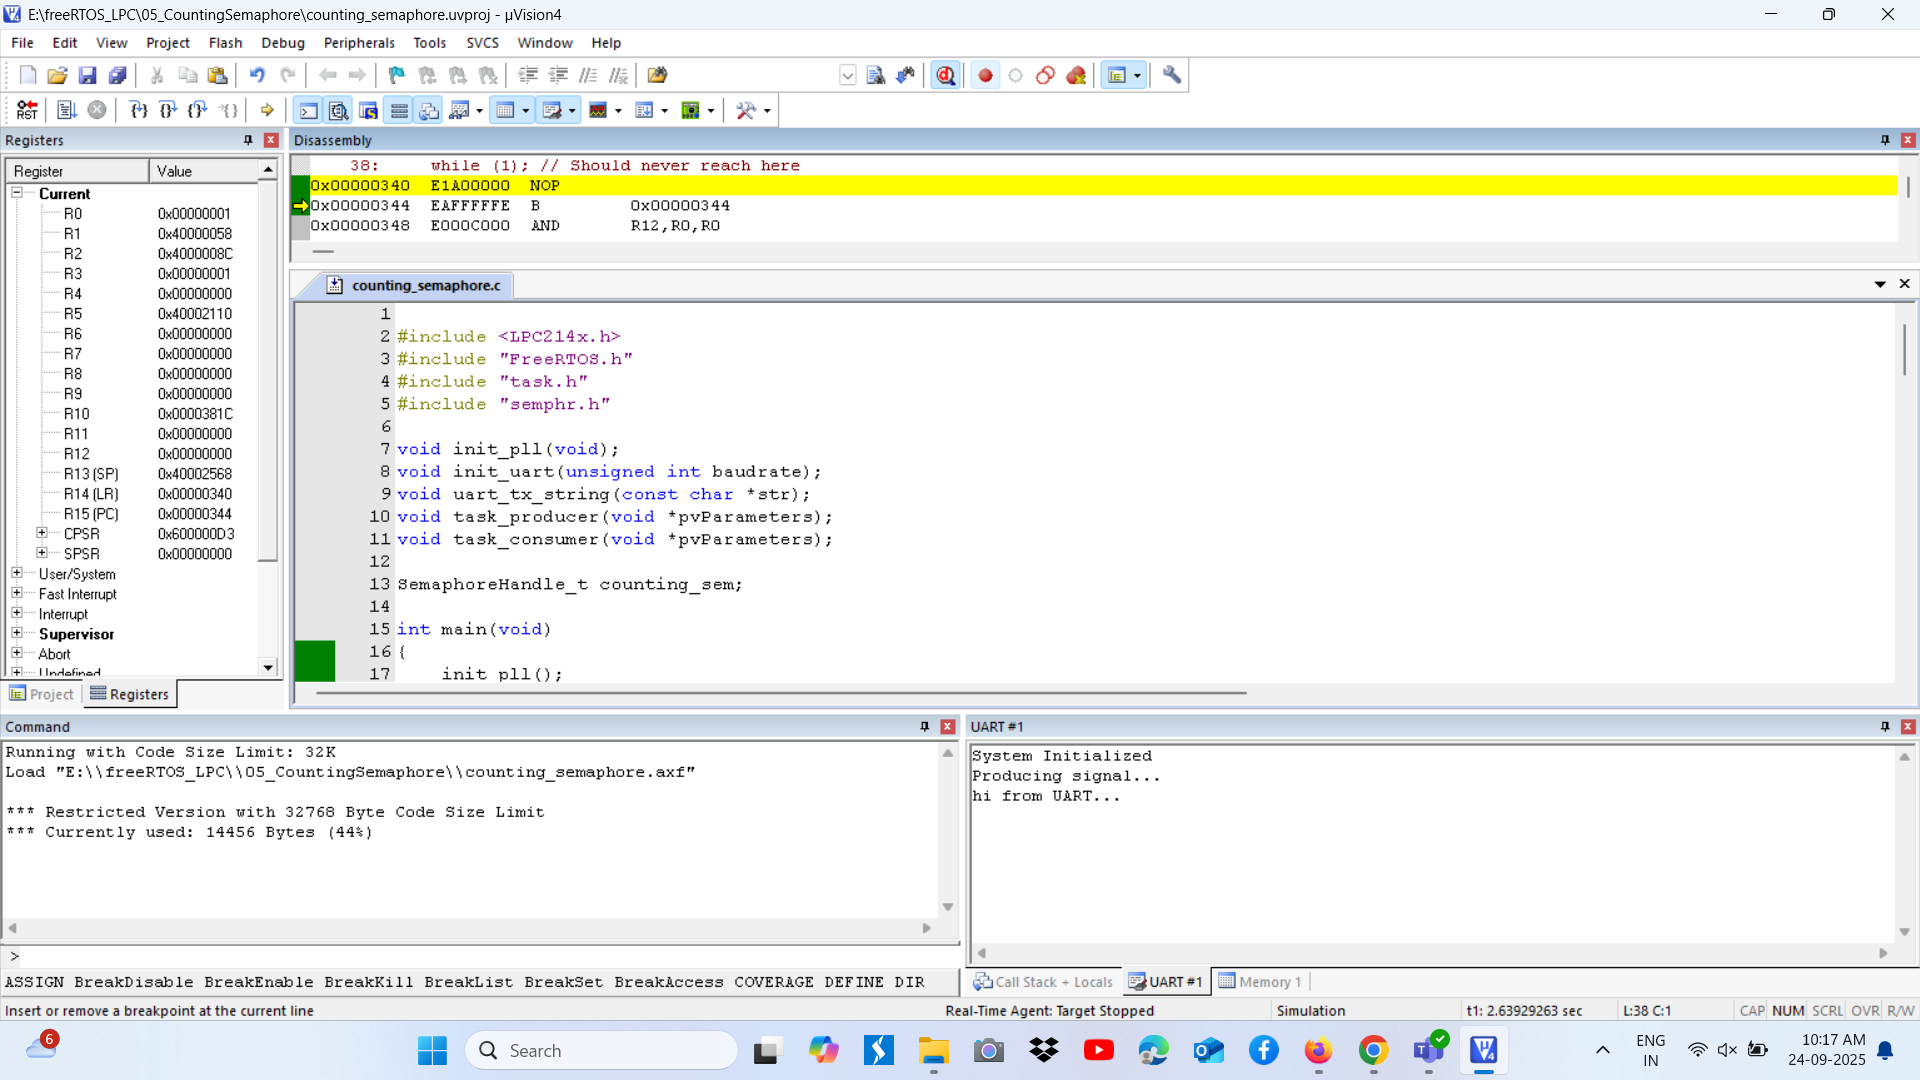 E:\freeRTOS_LPC\05_CountingSemaphore\counting_semaphore.uvproj - µVision4
File Edit View Project Flash Debug Peripherals Tools SVCS Window Help
RST
Registers
Register Value
Current
R0 0x00000001
R1 0x40000058
R2 0x4000008C
R3 0x00000001
R4 0x00000000
R5 0x40002110
R6 0x00000000
R7 0x00000000
R8 0x00000000
R9 0x00000000
R10 0x0000381C
R11 0x00000000
R12 0x00000000
R13 (SP) 0x40002568
R14 (LR) 0x00000340
R15 (PC) 0x00000344
CPSR 0x600000D3
SPSR 0x00000000
User/System
Fast Interrupt
Interrupt
Supervisor
Abort
Undefined
Project Registers
Disassembly
38: while (1); // Should never reach here
0x00000340 E1A00000 NOP
0x00000344 EAFFFFFE B 0x00000344
0x00000348 E000C000 AND R12,R0,R0
counting_semaphore.c
1
2 #include <LPC214x.h>
3 #include "FreeRTOS.h"
4 #include "task.h"
5 #include "semphr.h"
6
7 void init_pll(void);
8 void init_uart(unsigned int baudrate);
9 void uart_tx_string(const char *str);
10 void task_producer(void *pvParameters);
11 void task_consumer(void *pvParameters);
12
13 SemaphoreHandle_t counting_sem;
14
15 int main(void)
16 {
17 init_pll();
Command
Running with Code Size Limit: 32K
Load "E:\\freeRTOS_LPC\\05_CountingSemaphore\\counting_semaphore.axf"
*** Restricted Version with 32768 Byte Code Size Limit
*** Currently used: 14456 Bytes (44%)
>
ASSIGN BreakDisable BreakEnable BreakKill BreakList BreakSet BreakAccess COVERAGE DEFINE DIR
UART #1
System Initialized
Producing signal...
hi from UART...
Call Stack + Locals UART #1 Memory 1
Insert or remove a breakpoint at the current line Real-Time Agent: Target Stopped Simulation t1: 2.63929263 sec L:38 C:1 CAP NUM SCRL OVR R/W
6
Search
ENG
IN
10:17 AM
24-09-2025